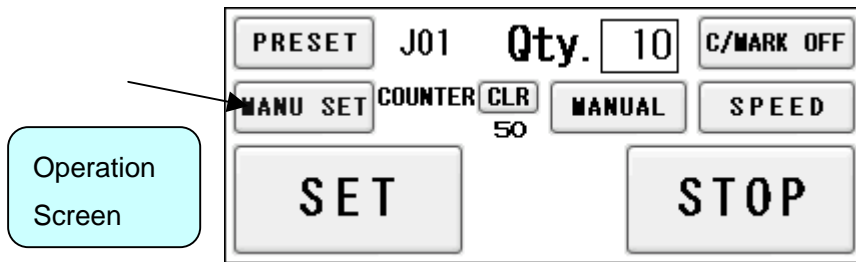 PRESET J01 Qty. 10 C/MARK OFF
MANU SET COUNTER CLR MANUAL SPEED
50
Operation
Screen
SET STOP